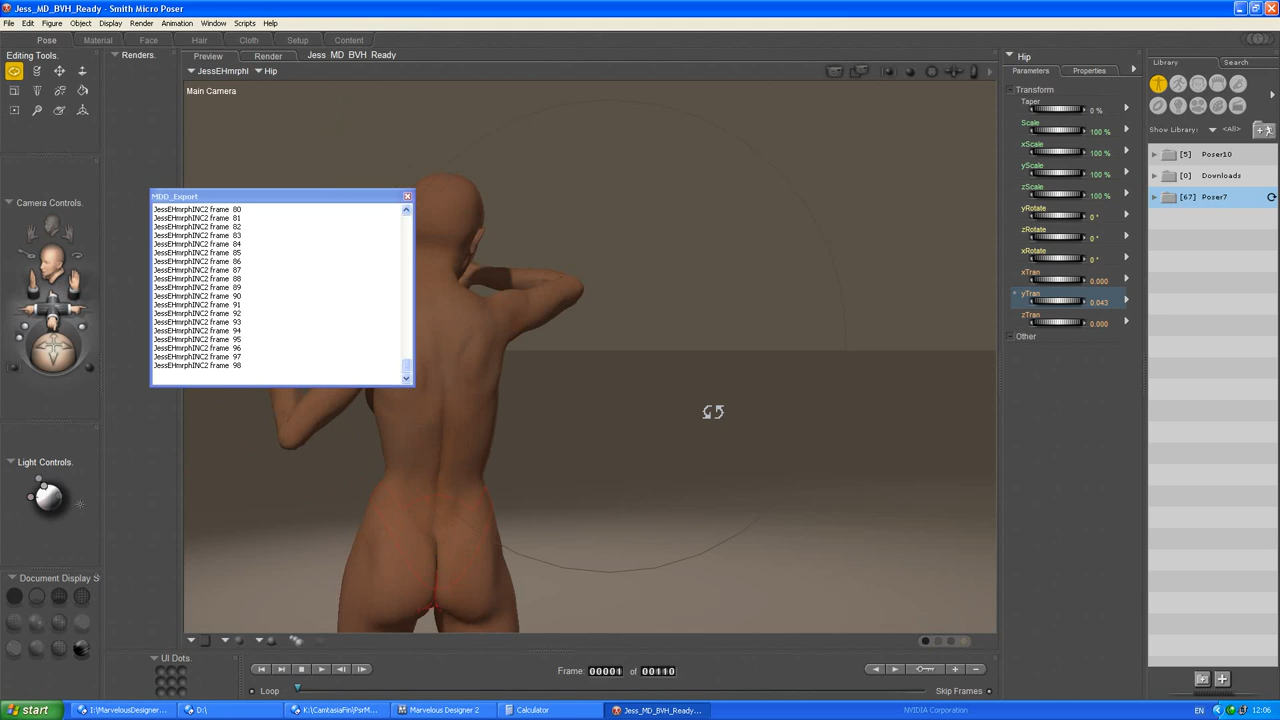 Jess_MD_BVH_Ready - Smith Micro Poser
File Edit Figure Object Display Render Animation Window Scripts Help
Pose Material Face Hair Cloth Setup Content
Editing Tools.
Renders.
Preview Render Jess MD BVH Ready
JessEHmrphI Hip
Main Camera
Camera Controls.
Light Controls.
Document Display S
UI Dots.
MDD_Export
JessEHmrphINC2 frame 80
JessEHmrphINC2 frame 81
JessEHmrphINC2 frame 82
JessEHmrphINC2 frame 83
JessEHmrphINC2 frame 84
JessEHmrphINC2 frame 85
JessEHmrphINC2 frame 86
JessEHmrphINC2 frame 87
JessEHmrphINC2 frame 88
JessEHmrphINC2 frame 89
JessEHmrphINC2 frame 90
JessEHmrphINC2 frame 91
JessEHmrphINC2 frame 92
JessEHmrphINC2 frame 93
JessEHmrphINC2 frame 94
JessEHmrphINC2 frame 95
JessEHmrphINC2 frame 96
JessEHmrphINC2 frame 97
JessEHmrphINC2 frame 98
Hip
Parameters Properties
Transform
Taper 0 %
Scale 100 %
xScale 100 %
yScale 100 %
zScale 100 %
yRotate 0 °
zRotate 0 °
xRotate 0 °
xTran 0.000
yTran 0.043
zTran 0.000
Other
Library Search
Show Library: <All>
[5] Poser10
[0] Downloads
[67] Poser7
Frame: 00001 of 00110
Loop
Skip Frames
start
I:\MarvelousDesigner...
D:\
K:\CamtasiaFin\PsrM...
Marvelous Designer 2
Calculator
Jess_MD_BVH_Ready...
NVIDIA Corporation
EN
12:06